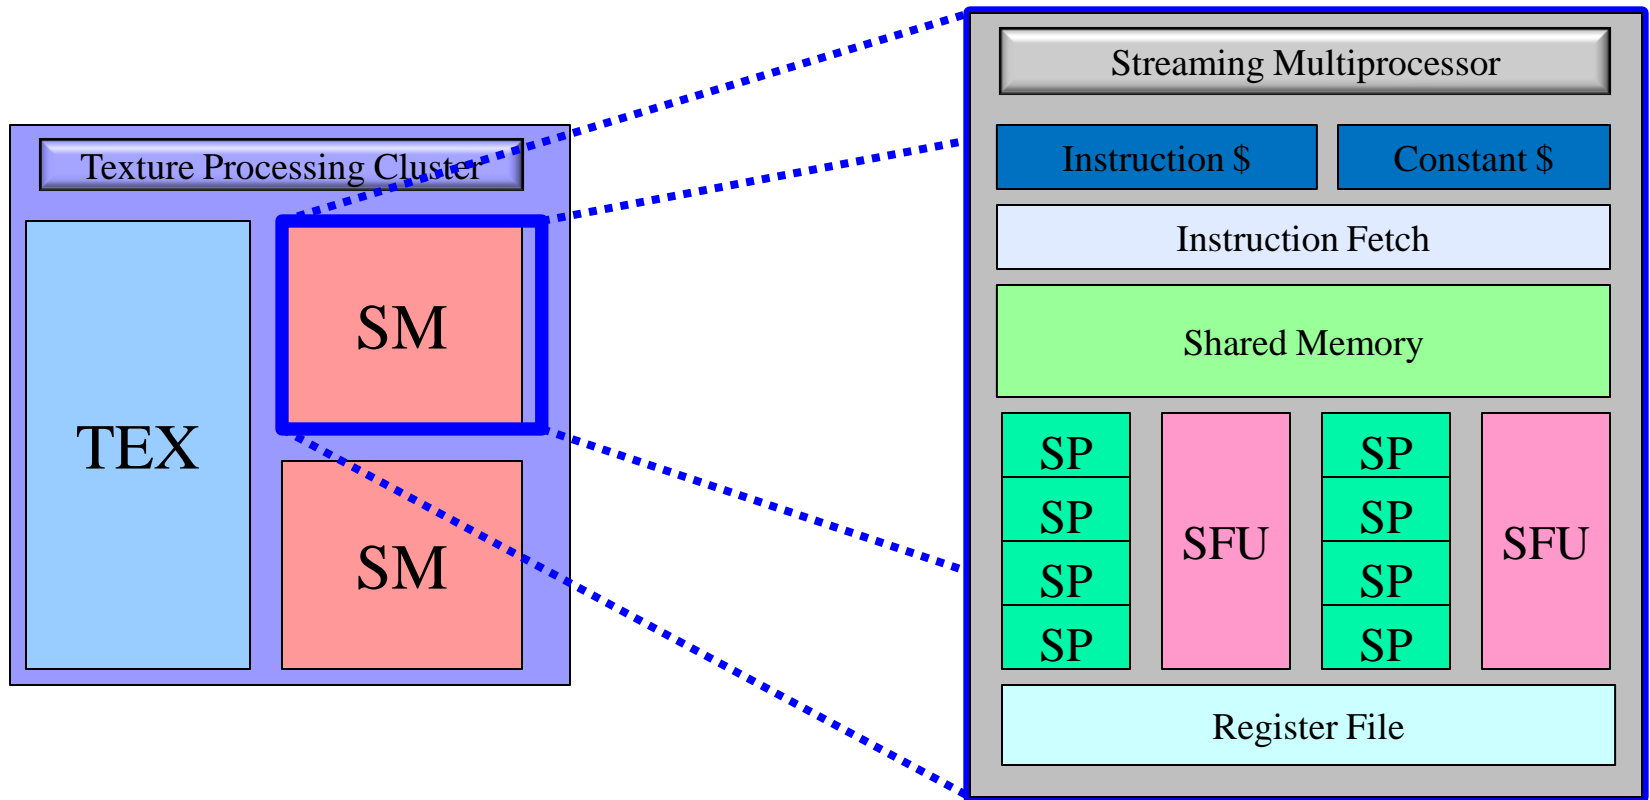 Texture Processing Cluster
TEX
SM
SM
Streaming Multiprocessor
Instruction $
Constant $
Instruction Fetch
Shared Memory
SP
SP
SP
SP
SFU
SP
SP
SP
SP
SFU
Register File